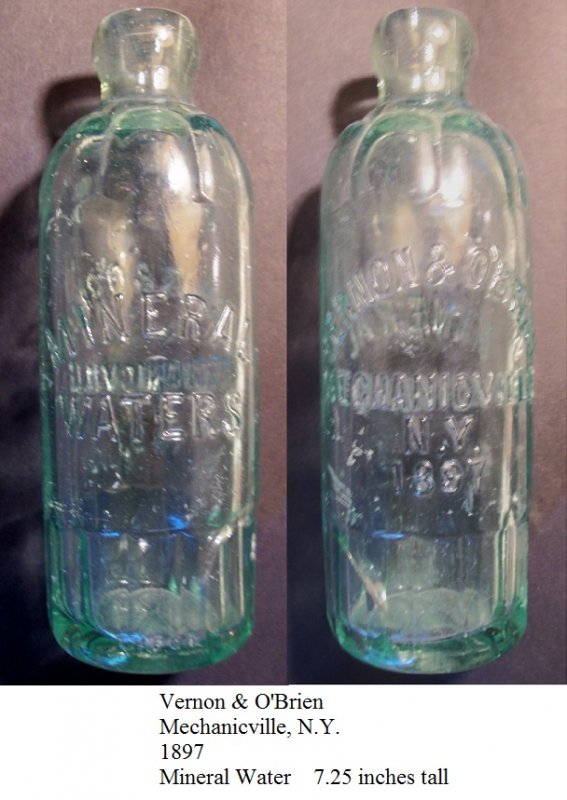 MINERAL
WATERS
VERNON & O'BRIEN
MECHANICVILLE
N.Y.
1897
Vernon & O'Brien
Mechanicville, N.Y.
1897
Mineral Water 7.25 inches tall